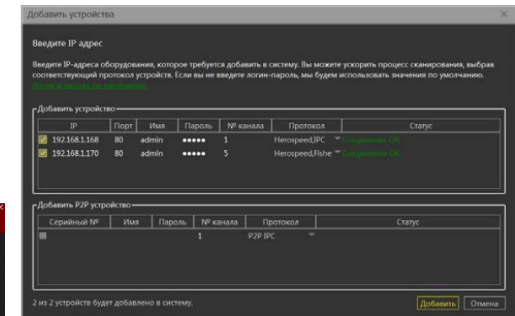 Добавить устройства
Введите IP адрес
Введите IP-адреса оборудования, которое требуется добавить в систему. Вы можете ускорить процесс сканирования, выбрав
соответствующий протокол устройств. Если вы не введете логин-пароль, мы будем использовать значения по умолчанию.
Добавить устройство
IP Порт Имя Пароль № канала Протокол Статус
192.168.1.168 80 admin ••••• 1 Herospeed,IPC Соединения OK
192.168.1.170 80 admin ••••• 5 Herospeed,Fishe Соединения OK
Добавить P2P устройство
Серийный № Имя Пароль № канала Протокол Статус
1 P2P IPC
2 из 2 устройств будет добавлено в систему.
Добавить Отмена